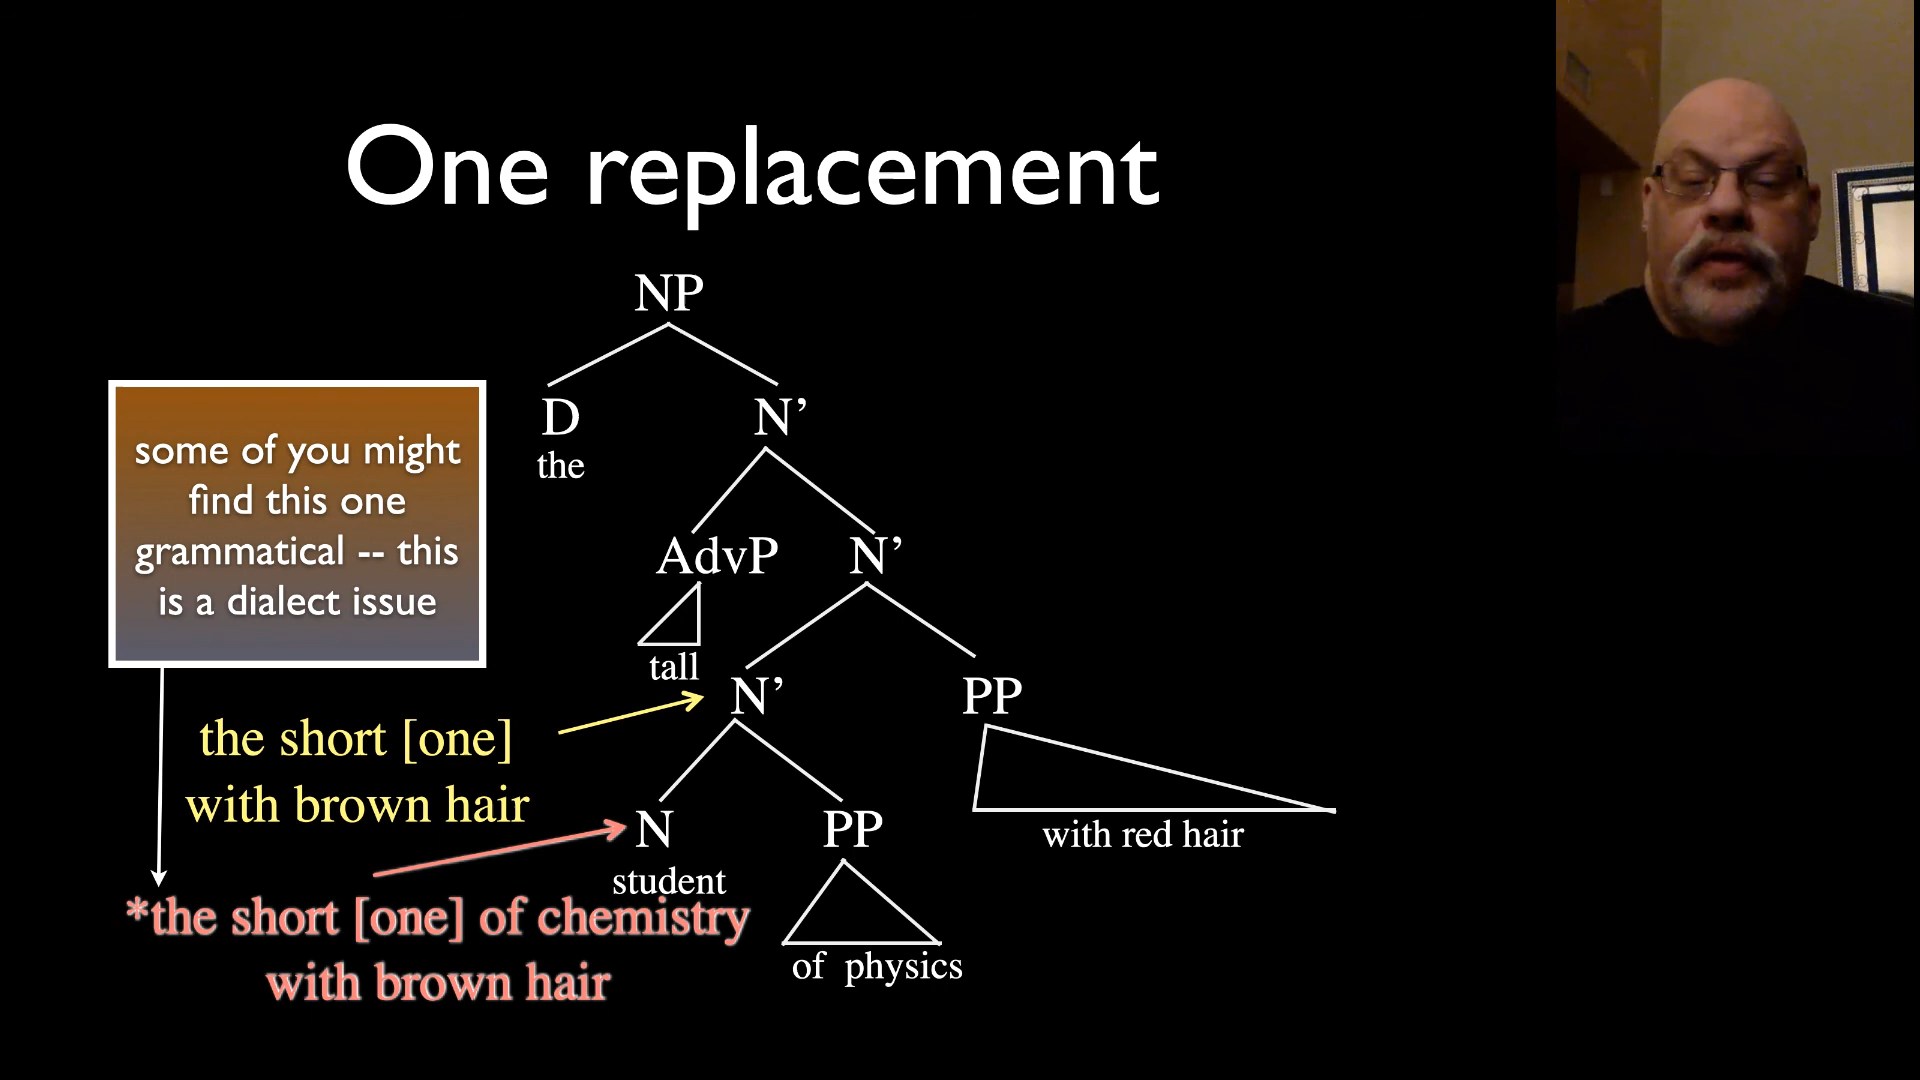 One replacement
NP
D N’
the
some of you might
find this one
grammatical -- this
is a dialect issue
AdvP N’
tall
N’ PP
the short [one]
with brown hair
N PP
with red hair
student
*the short [one] of chemistry
with brown hair
of physics